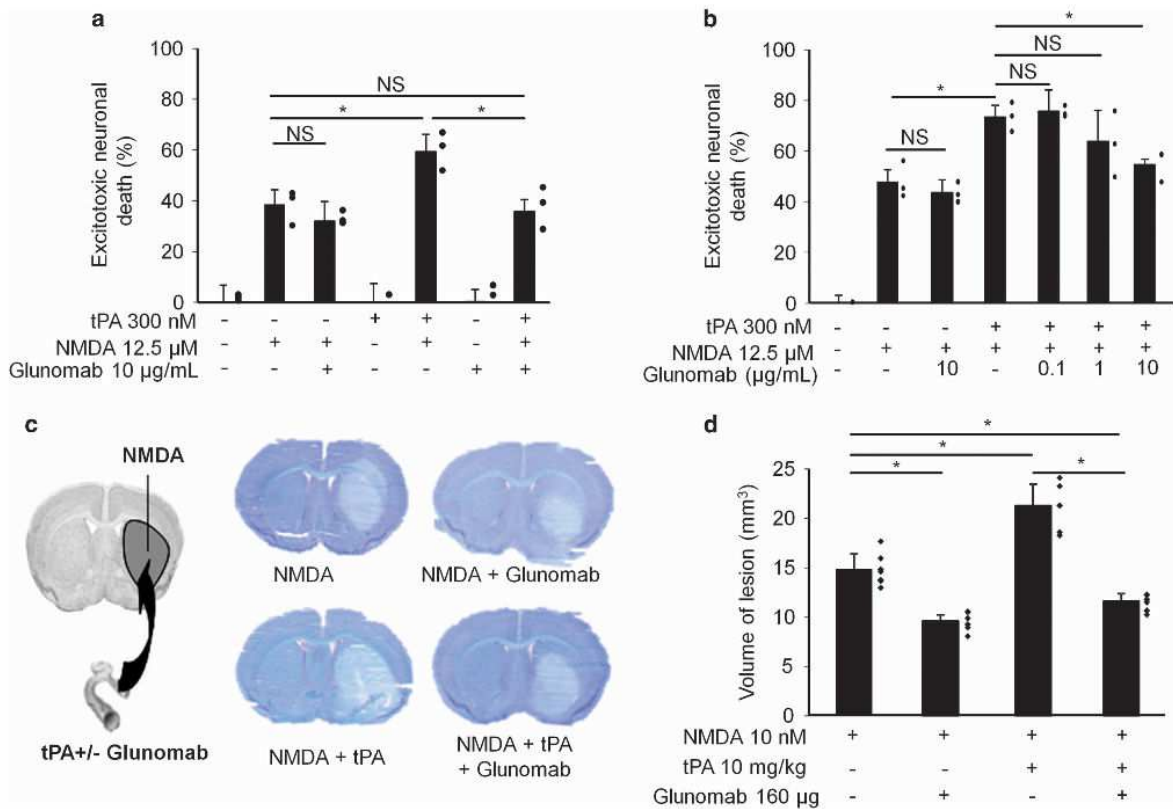 a
100
80
60
40
20
0
Excitotoxic neuronal
death (%)
NS
*
*
NS
tPA 300 nM - - - + + - +
NMDA 12.5 µM - + + - + - +
Glunomab 10 µg/mL - - + - - + +
b
100
80
60
40
20
0
Excitotoxic neuronal
death (%)
*
NS
NS
*
NS
tPA 300 nM - - - + + + +
NMDA 12.5 µM - + + + + + +
Glunomab (µg/mL) - - 10 - 0.1 1 10
c
NMDA
tPA+/- Glunomab
NMDA
NMDA + Glunomab
NMDA + tPA
NMDA + tPA
+ Glunomab
d
25
20
15
10
5
0
Volume of lesion (mm³)
*
*
*
*
NMDA 10 nM + + + +
tPA 10 mg/kg - - + +
Glunomab 160 µg - + - +